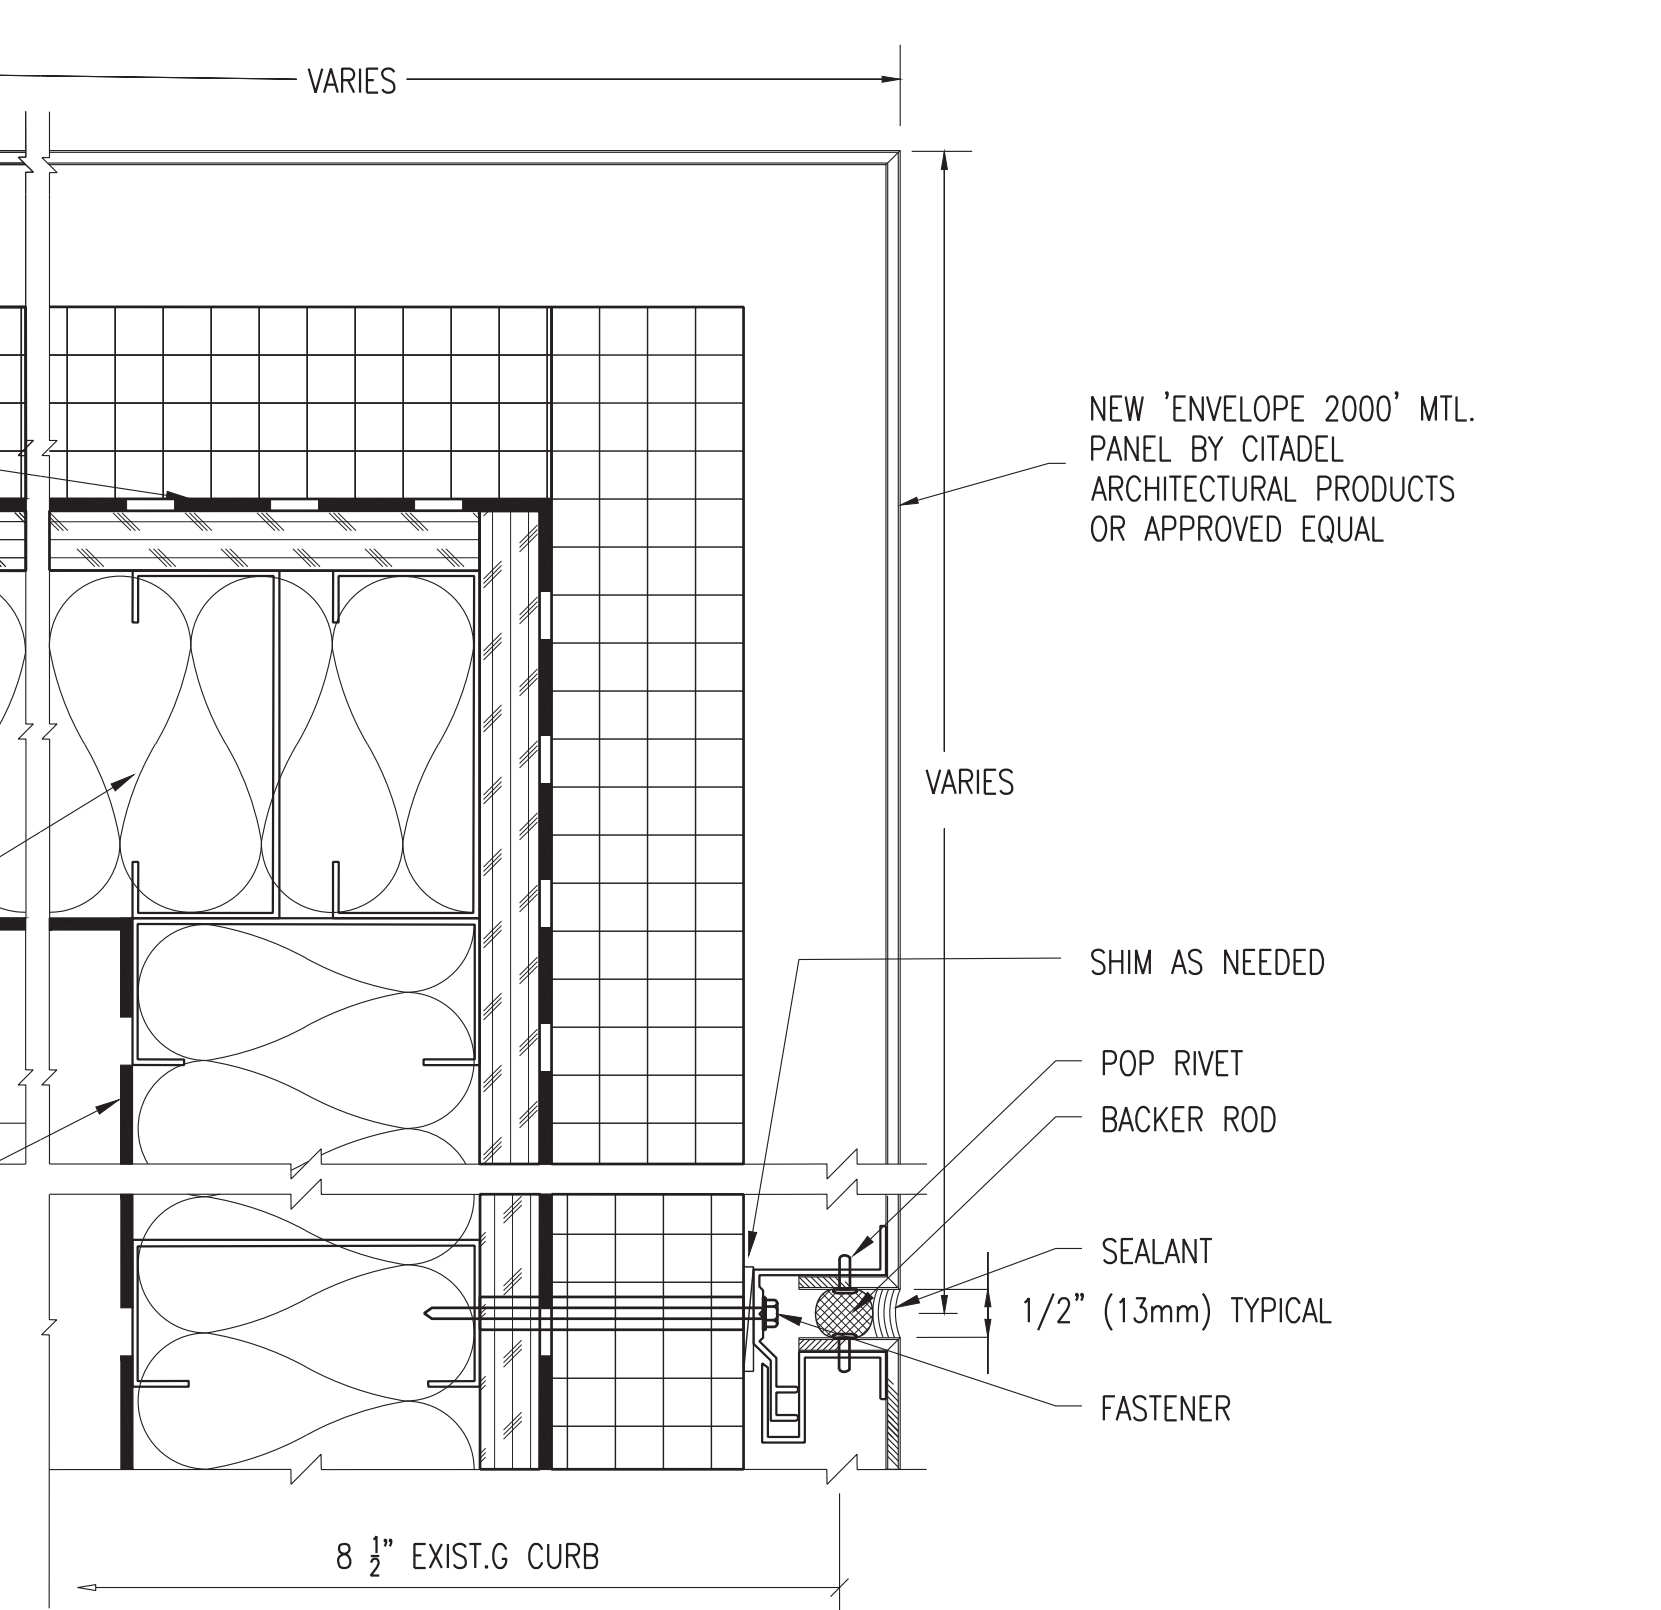 VARIES
NEW 'ENVELOPE 2000' MTL.
PANEL BY CITADEL
ARCHITECTURAL PRODUCTS
OR APPROVED EQUAL
VARIES
SHIM AS NEEDED
POP RIVET
BACKER ROD
SEALANT
1/2" (13mm) TYPICAL
FASTENER
8 1/2" EXIST.G CURB